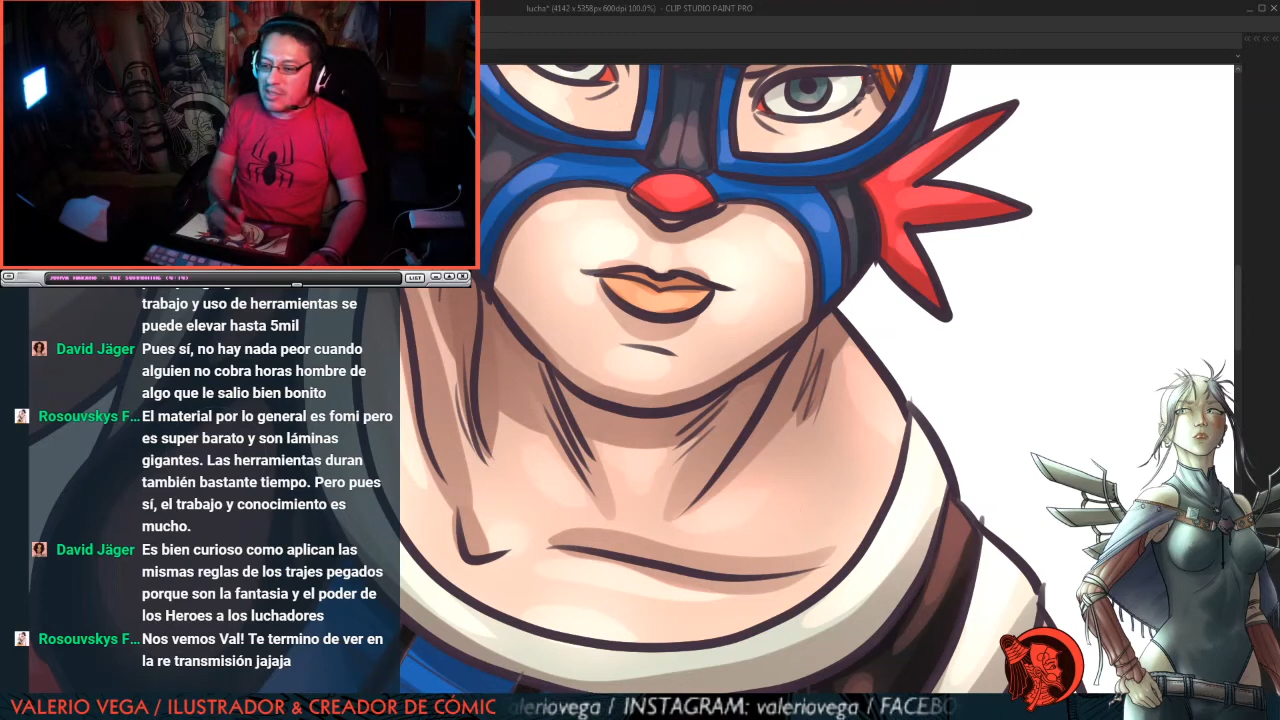 lucha* (4142 x 5358px 600dpi 100.0%) - CLIP STUDIO PAINT PRO
LIST
trabajo y uso de herramientas se
puede elevar hasta 5mil
David Jäger Pues sí, no hay nada peor cuando
alguien no cobra horas hombre de
algo que le salio bien bonito
Rosouvskys F... El material por lo general es fomi pero
es super barato y son láminas
gigantes. Las herramientas duran
también bastante tiempo. Pero pues
sí, el trabajo y conocimiento es
mucho.
David Jäger Es bien curioso como aplican las
mismas reglas de los trajes pegados
porque son la fantasia y el poder de
los Heroes a los luchadores
Rosouvskys F... Nos vemos Val! Te termino de ver en
la re transmisión jajaja
VALERIO VEGA / ILUSTRADOR & CREADOR DE CÓMIC aleriovega / INSTAGRAM: valeriovega / FACEBO